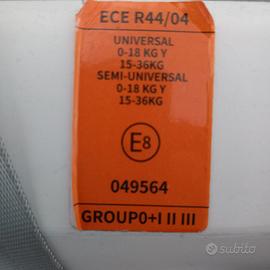 ECE R44/04
UNIVERSAL
0-18 KG Y
15-36KG
SEMI-UNIVERSAL
0-18 KG Y
15-36KG
E8
049564
GROUP0+I II III
subito